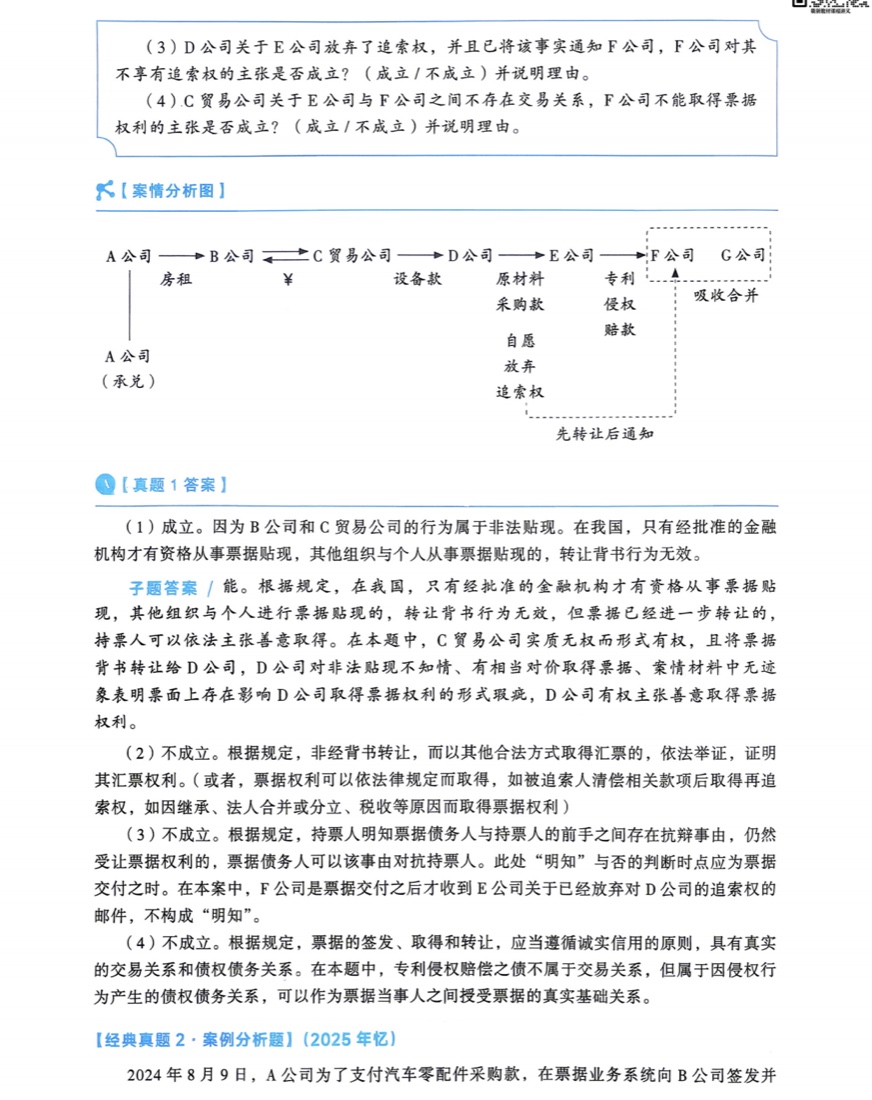 （3）D公司关于E公司放弃了追索权，并且已将该事实通知F公司，F公司对其
不享有追索权的主张是否成立？（成立/不成立）并说明理由。
（4）C贸易公司关于E公司与F公司之间不存在交易关系，F公司不能取得票据
权利的主张是否成立？（成立/不成立）并说明理由。
【案情分析图】
A公司 B公司 C贸易公司 D公司 E公司 F公司 G公司
房租 ¥ 设备款 原材料 专利
采购款 侵权 吸收合并
赔款
自愿
A公司 放弃
（承兑） 追索权
先转让后通知
【真题1答案】
（1）成立。因为B公司和C贸易公司的行为属于非法贴现。在我国，只有经批准的金融
机构才有资格从事票据贴现，其他组织与个人从事票据贴现的，转让背书行为无效。
子题答案 / 能。根据规定，在我国，只有经批准的金融机构才有资格从事票据贴
现，其他组织与个人进行票据贴现的，转让背书行为无效，但票据已经进一步转让的，
持票人可以依法主张善意取得。在本题中，C贸易公司实质无权而形式有权，且将票据
背书转让给D公司，D公司对非法贴现不知情、有相当对价取得票据、案情材料中无迹
象表明票面上存在影响D公司取得票据权利的形式瑕疵，D公司有权主张善意取得票据
权利。
（2）不成立。根据规定，非经背书转让，而以其他合法方式取得汇票的，依法举证，证明
其汇票权利。（或者，票据权利可以依法律规定而取得，如被追索人清偿相关款项后取得再追
索权，如因继承、法人合并或分立、税收等原因而取得票据权利）
（3）不成立。根据规定，持票人明知票据债务人与持票人的前手之间存在抗辩事由，仍然
受让票据权利的，票据债务人可以该事由对抗持票人。此处“明知”与否的判断时点应为票据
交付之时。在本案中，F公司是票据交付之后才收到E公司关于已经放弃对D公司的追索权的
邮件，不构成“明知”。
（4）不成立。根据规定，票据的签发、取得和转让，应当遵循诚实信用的原则，具有真实
的交易关系和债权债务关系。在本题中，专利侵权赔偿之债不属于交易关系，但属于因侵权行
为产生的债权债务关系，可以作为票据当事人之间授受票据的真实基础关系。
【经典真题2·案例分析题】（2025年忆）
2024年8月9日，A公司为了支付汽车零配件采购款，在票据业务系统向B公司签发并